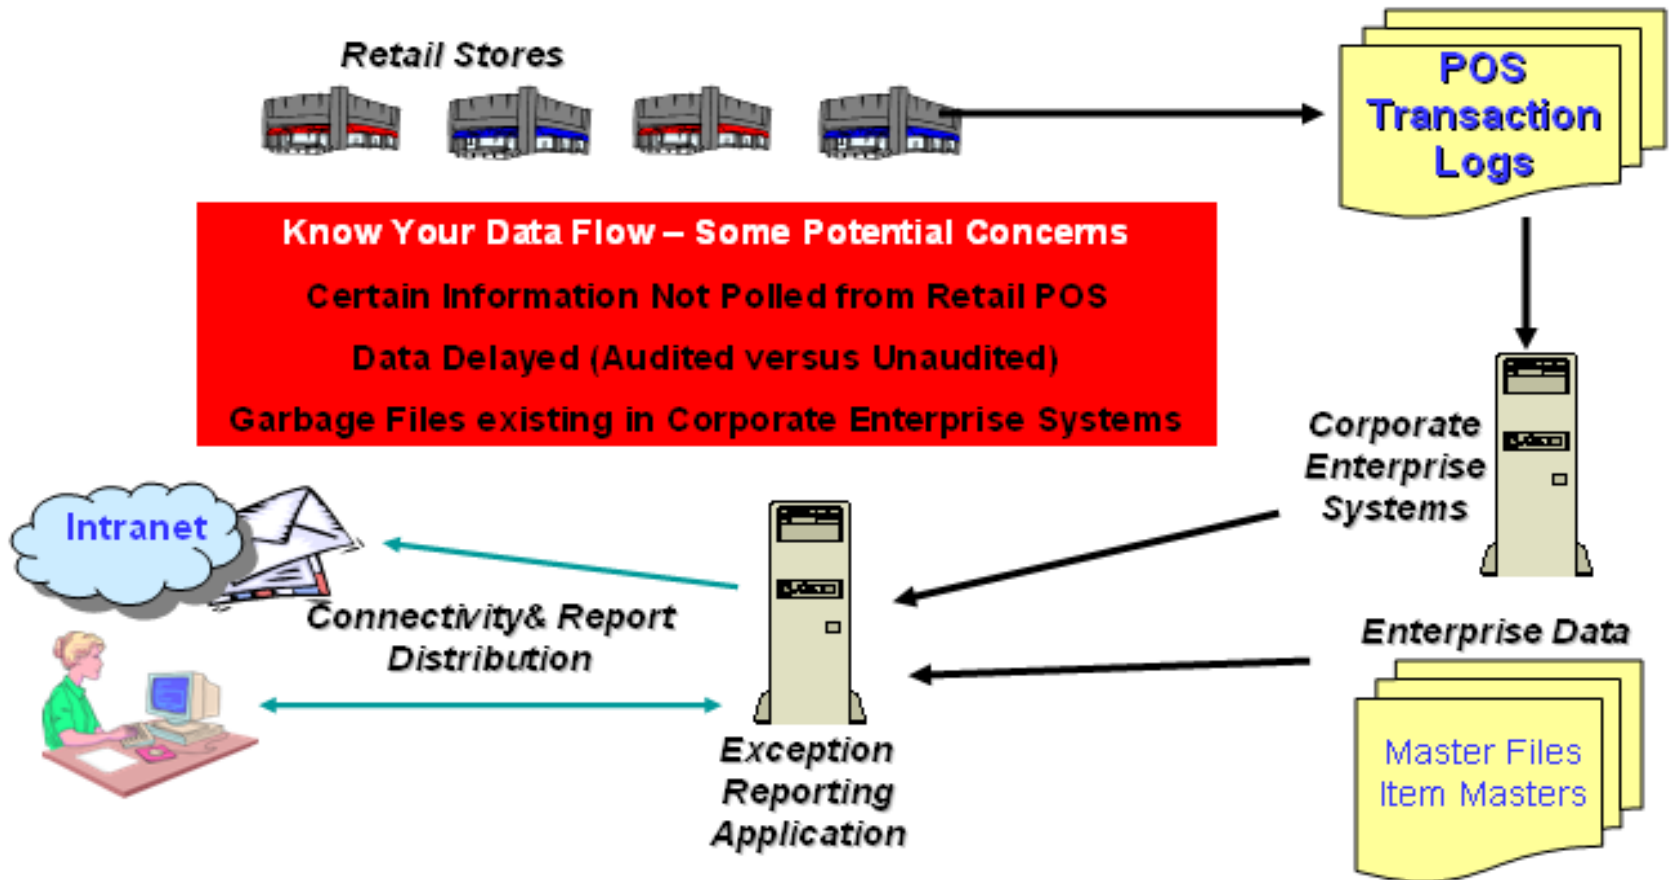 Retail Stores
POS
Transaction
Logs
Know Your Data Flow – Some Potential Concerns
Certain Information Not Polled from Retail POS
Data Delayed (Audited versus Unaudited)
Garbage Files existing in Corporate Enterprise Systems
Corporate
Enterprise
Systems
Intranet
Connectivity& Report
Distribution
Enterprise Data
Master Files
Item Masters
Exception
Reporting
Application